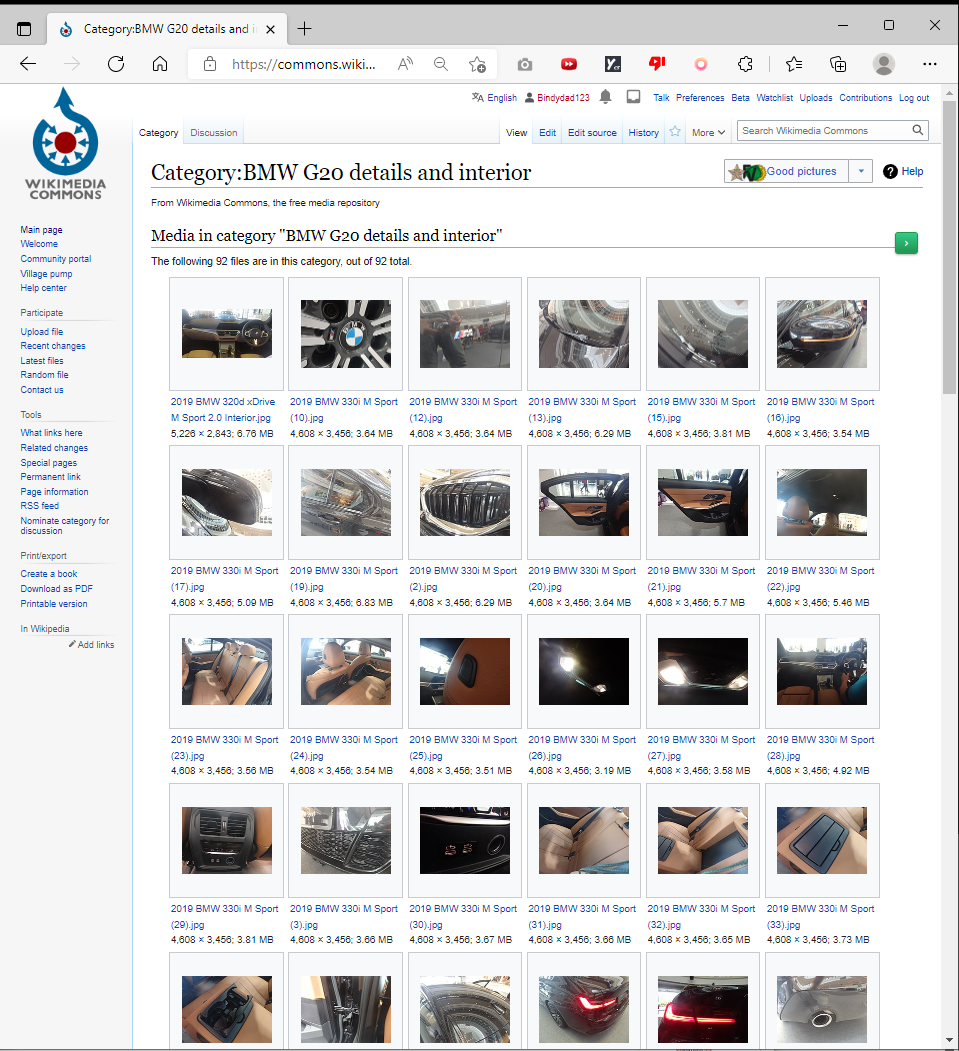 Category:BMW G20 details and i
https://commons.wiki...
English Bindydad123 Talk Preferences Beta Watchlist Uploads Contributions Log out
Category Discussion View Edit Edit source History More Search Wikimedia Commons
WIKIMEDIA
COMMONS
Category:BMW G20 details and interior
Good pictures
Help
From Wikimedia Commons, the free media repository
Media in category "BMW G20 details and interior"
The following 92 files are in this category, out of 92 total.
Main page
Welcome
Community portal
Village pump
Help center
Participate
Upload file
Recent changes
Latest files
Random file
Contact us
Tools
What links here
Related changes
Special pages
Permanent link
Page information
RSS feed
Nominate category for
discussion
Print/export
Create a book
Download as PDF
Printable version
In Wikipedia
Add links
2019 BMW 320d xDrive 2019 BMW 330i M Sport 2019 BMW 330i M Sport 2019 BMW 330i M Sport 2019 BMW 330i M Sport 2019 BMW 330i M Sport
M Sport 2.0 Interior.jpg (10).jpg (12).jpg (13).jpg (15).jpg (16).jpg
5,226 × 2,843; 6.76 MB 4,608 × 3,456; 3.64 MB 4,608 × 3,456; 3.64 MB 4,608 × 3,456; 6.29 MB 4,608 × 3,456; 3.81 MB 4,608 × 3,456; 3.54 MB
2019 BMW 330i M Sport 2019 BMW 330i M Sport 2019 BMW 330i M Sport 2019 BMW 330i M Sport 2019 BMW 330i M Sport 2019 BMW 330i M Sport
(17).jpg (19).jpg (2).jpg (20).jpg (21).jpg (22).jpg
4,608 × 3,456; 5.09 MB 4,608 × 3,456; 6.83 MB 4,608 × 3,456; 6.29 MB 4,608 × 3,456; 3.64 MB 4,608 × 3,456; 5.7 MB 4,608 × 3,456; 5.46 MB
2019 BMW 330i M Sport 2019 BMW 330i M Sport 2019 BMW 330i M Sport 2019 BMW 330i M Sport 2019 BMW 330i M Sport 2019 BMW 330i M Sport
(23).jpg (24).jpg (25).jpg (26).jpg (27).jpg (28).jpg
4,608 × 3,456; 3.56 MB 4,608 × 3,456; 3.54 MB 4,608 × 3,456; 3.51 MB 4,608 × 3,456; 3.19 MB 4,608 × 3,456; 3.58 MB 4,608 × 3,456; 4.92 MB
2019 BMW 330i M Sport 2019 BMW 330i M Sport 2019 BMW 330i M Sport 2019 BMW 330i M Sport 2019 BMW 330i M Sport 2019 BMW 330i M Sport
(29).jpg (3).jpg (30).jpg (31).jpg (32).jpg (33).jpg
4,608 × 3,456; 3.81 MB 4,608 × 3,456; 3.66 MB 4,608 × 3,456; 3.67 MB 4,608 × 3,456; 3.66 MB 4,608 × 3,456; 3.65 MB 4,608 × 3,456; 3.73 MB